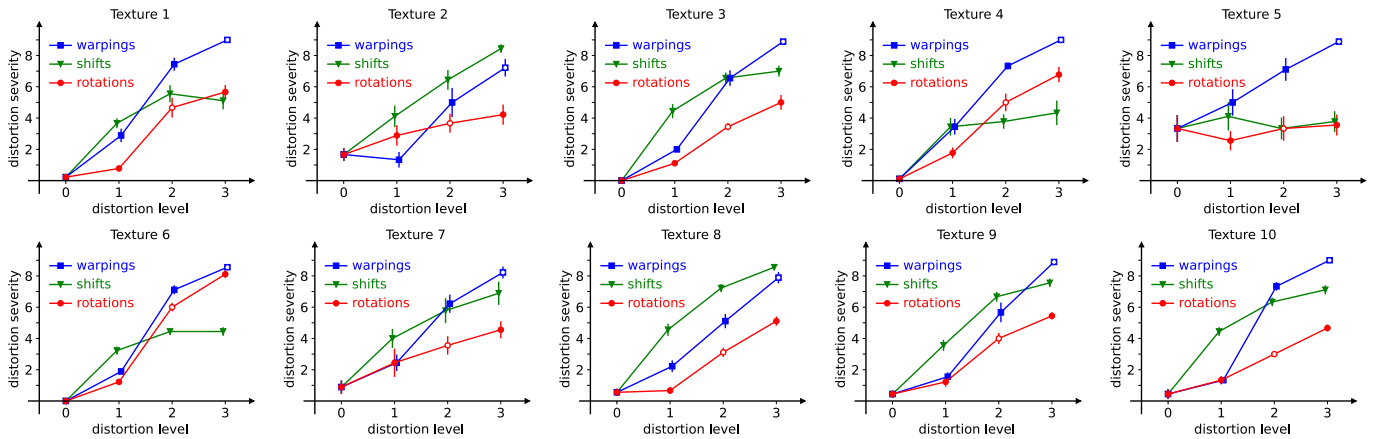 Texture 1
distortion severity
8
6
4
2
warpings
shifts
rotations
0 1 2 3
distortion level
Texture 2
distortion severity
8
6
4
2
warpings
shifts
rotations
0 1 2 3
distortion level
Texture 3
distortion severity
8
6
4
2
warpings
shifts
rotations
0 1 2 3
distortion level
Texture 4
distortion severity
8
6
4
2
warpings
shifts
rotations
0 1 2 3
distortion level
Texture 5
distortion severity
8
6
4
2
warpings
shifts
rotations
0 1 2 3
distortion level
Texture 6
distortion severity
8
6
4
2
warpings
shifts
rotations
0 1 2 3
distortion level
Texture 7
distortion severity
8
6
4
2
warpings
shifts
rotations
0 1 2 3
distortion level
Texture 8
distortion severity
8
6
4
2
warpings
shifts
rotations
0 1 2 3
distortion level
Texture 9
distortion severity
8
6
4
2
warpings
shifts
rotations
0 1 2 3
distortion level
Texture 10
distortion severity
8
6
4
2
warpings
shifts
rotations
0 1 2 3
distortion level